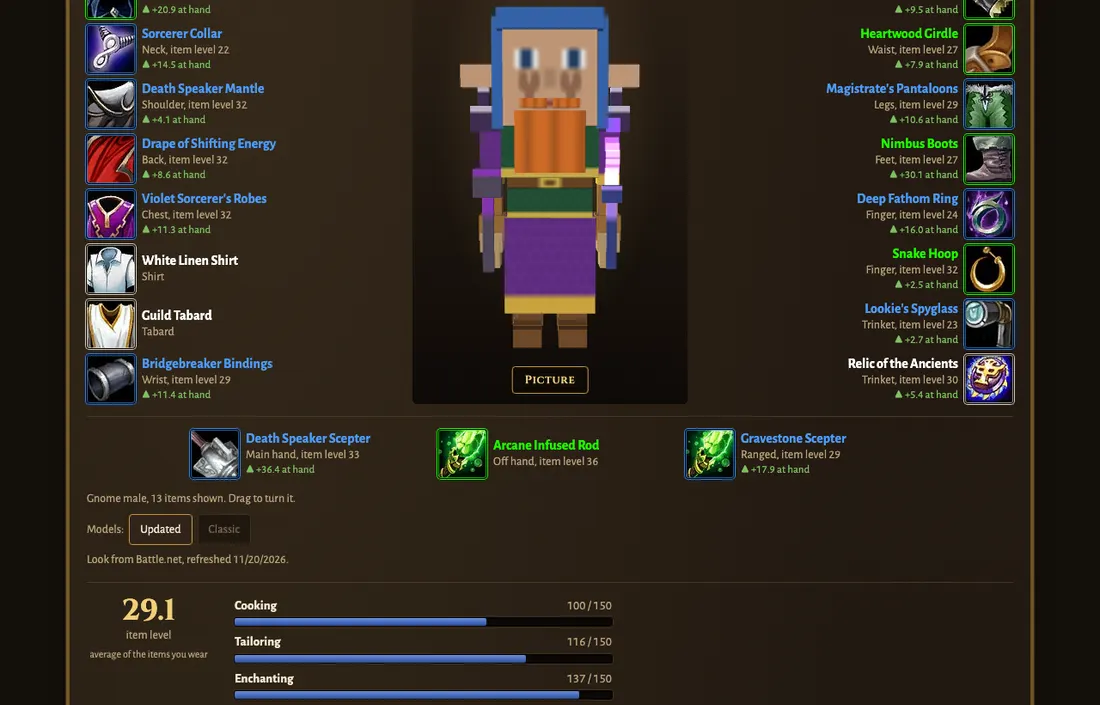 +20.9 at hand
Sorcerer Collar
Neck, item level 22
+14.5 at hand
Death Speaker Mantle
Shoulder, item level 32
+4.1 at hand
Drape of Shifting Energy
Back, item level 32
+8.6 at hand
Violet Sorcerer's Robes
Chest, item level 32
+11.3 at hand
White Linen Shirt
Shirt
Guild Tabard
Tabard
Bridgebreaker Bindings
Wrist, item level 29
+11.4 at hand
PICTURE
+9.5 at hand
Heartwood Girdle
Waist, item level 27
+7.9 at hand
Magistrate's Pantaloons
Legs, item level 29
+10.6 at hand
Nimbus Boots
Feet, item level 27
+30.1 at hand
Deep Fathom Ring
Finger, item level 24
+16.0 at hand
Snake Hoop
Finger, item level 32
+2.5 at hand
Lookie's Spyglass
Trinket, item level 23
+2.7 at hand
Relic of the Ancients
Trinket, item level 30
+5.4 at hand
Death Speaker Scepter
Main hand, item level 33
+36.4 at hand
Arcane Infused Rod
Off hand, item level 36
Gravestone Scepter
Ranged, item level 29
+17.9 at hand
Gnome male, 13 items shown. Drag to turn it.
Models: Updated Classic
Look from Battle.net, refreshed 11/20/2026.
29.1
item level
average of the items you wear
Cooking 100 / 150
Tailoring 116 / 150
Enchanting 137 / 150